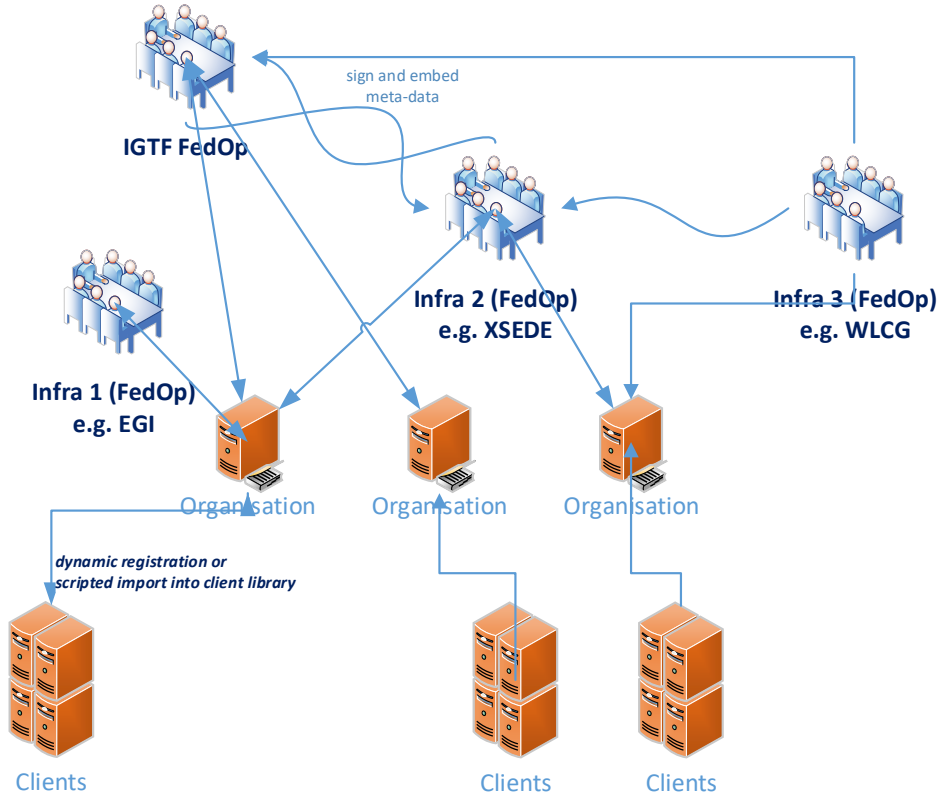 sign and embed
meta-data
IGTF FedOp
Infra 2 (FedOp)
e.g. XSEDE
Infra 3 (FedOp)
e.g. WLCG
Infra 1 (FedOp)
e.g. EGI
Organisation
Organisation
Organisation
dynamic registration or
scripted import into client library
Clients
Clients
Clients